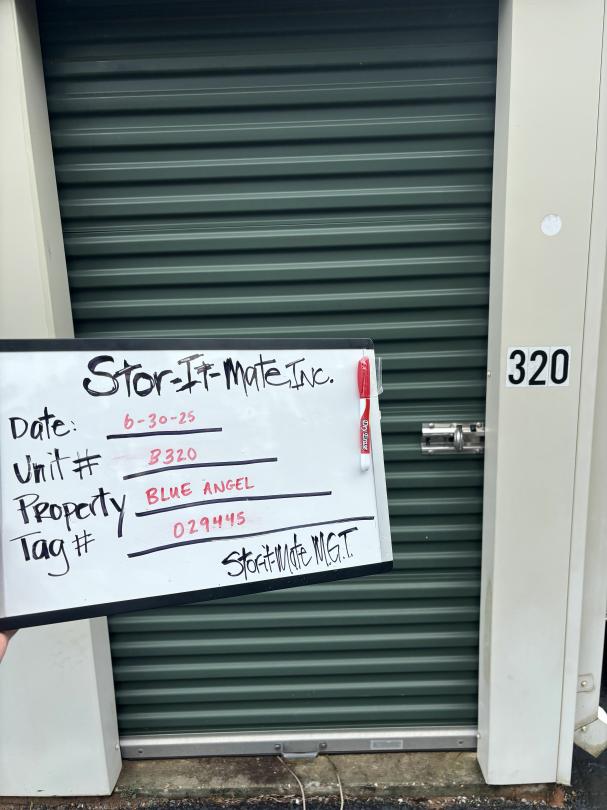 Stor-It-Mate Inc.
Date: 6-30-25
Unit # B320
Property BLUE ANGEL
Tag # 029445
Stor-it-Mate M.G.T.
320